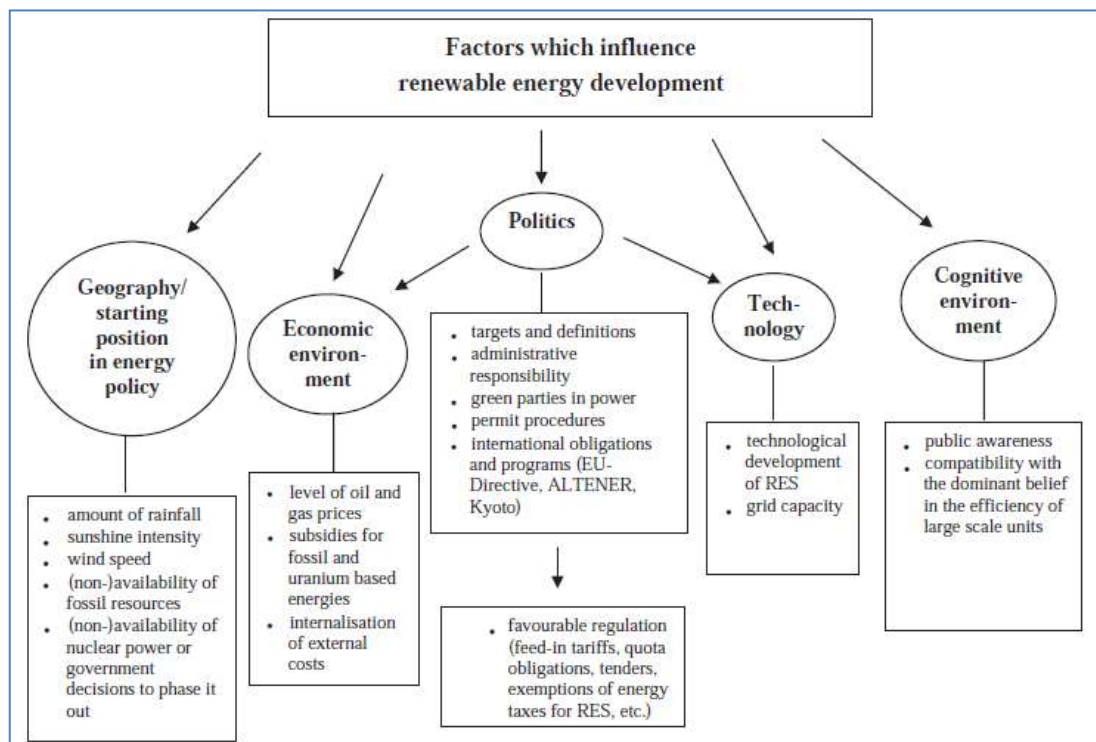 Factors which influence
renewable energy development
Geography/
starting
position
in energy
policy
• amount of rainfall
• sunshine intensity
• wind speed
• (non-)availability of
fossil resources
• (non-)availability of
nuclear power or
government
decisions to phase it
out
Economic
environ-
ment
• level of oil and
gas prices
• subsidies for
fossil and
uranium based
energies
• internalisation
of external
costs
Politics
• targets and definitions
• administrative
responsibility
• green parties in power
• permit procedures
• international obligations
and programs (EU-
Directive, ALTENER,
Kyoto)
• favourable regulation
(feed-in tariffs, quota
obligations, tenders,
exemptions of energy
taxes for RES, etc.)
Tech-
nology
• technological
development
of RES
• grid capacity
Cognitive
environ-
ment
• public awareness
• compatibility with
the dominant belief
in the efficiency of
large scale units